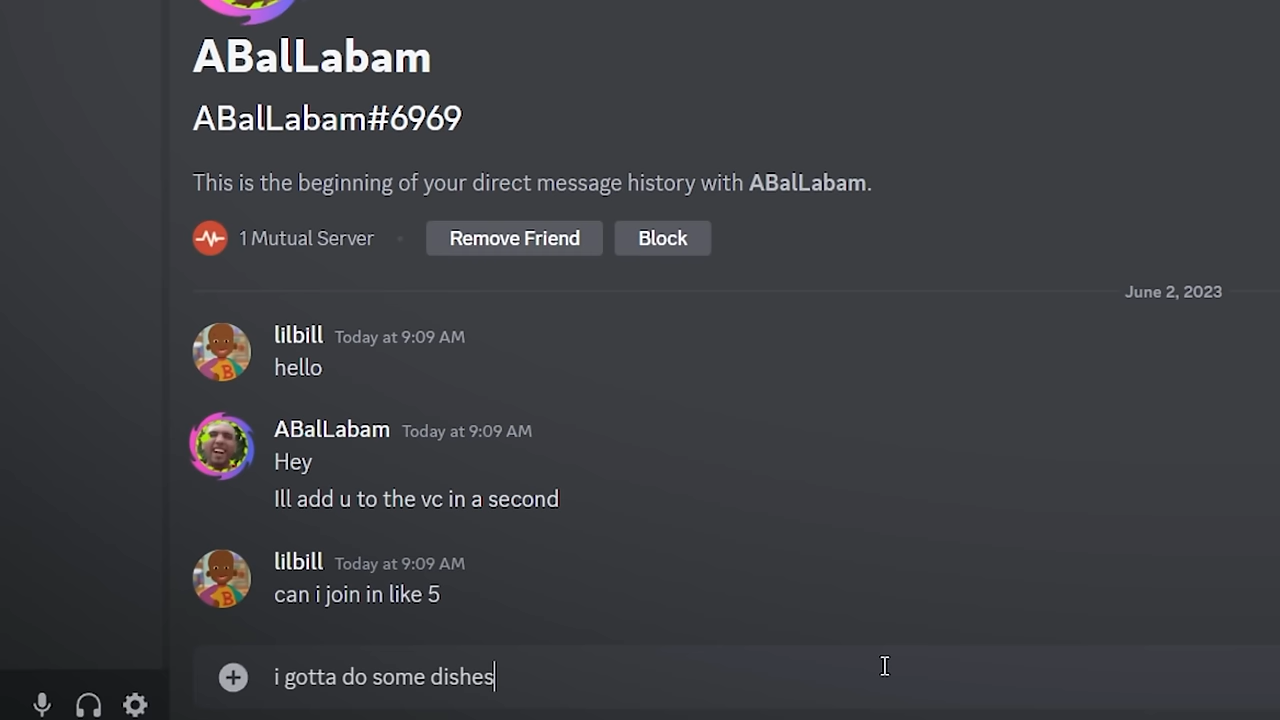 ABalLabam
ABalLabam#6969
This is the beginning of your direct message history with ABalLabam.
1 Mutual Server
Remove Friend
Block
June 2, 2023
lilbill Today at 9:09 AM
hello
ABalLabam Today at 9:09 AM
Hey
Ill add u to the vc in a second
lilbill Today at 9:09 AM
B
can i join in like 5
i gotta do some dishes